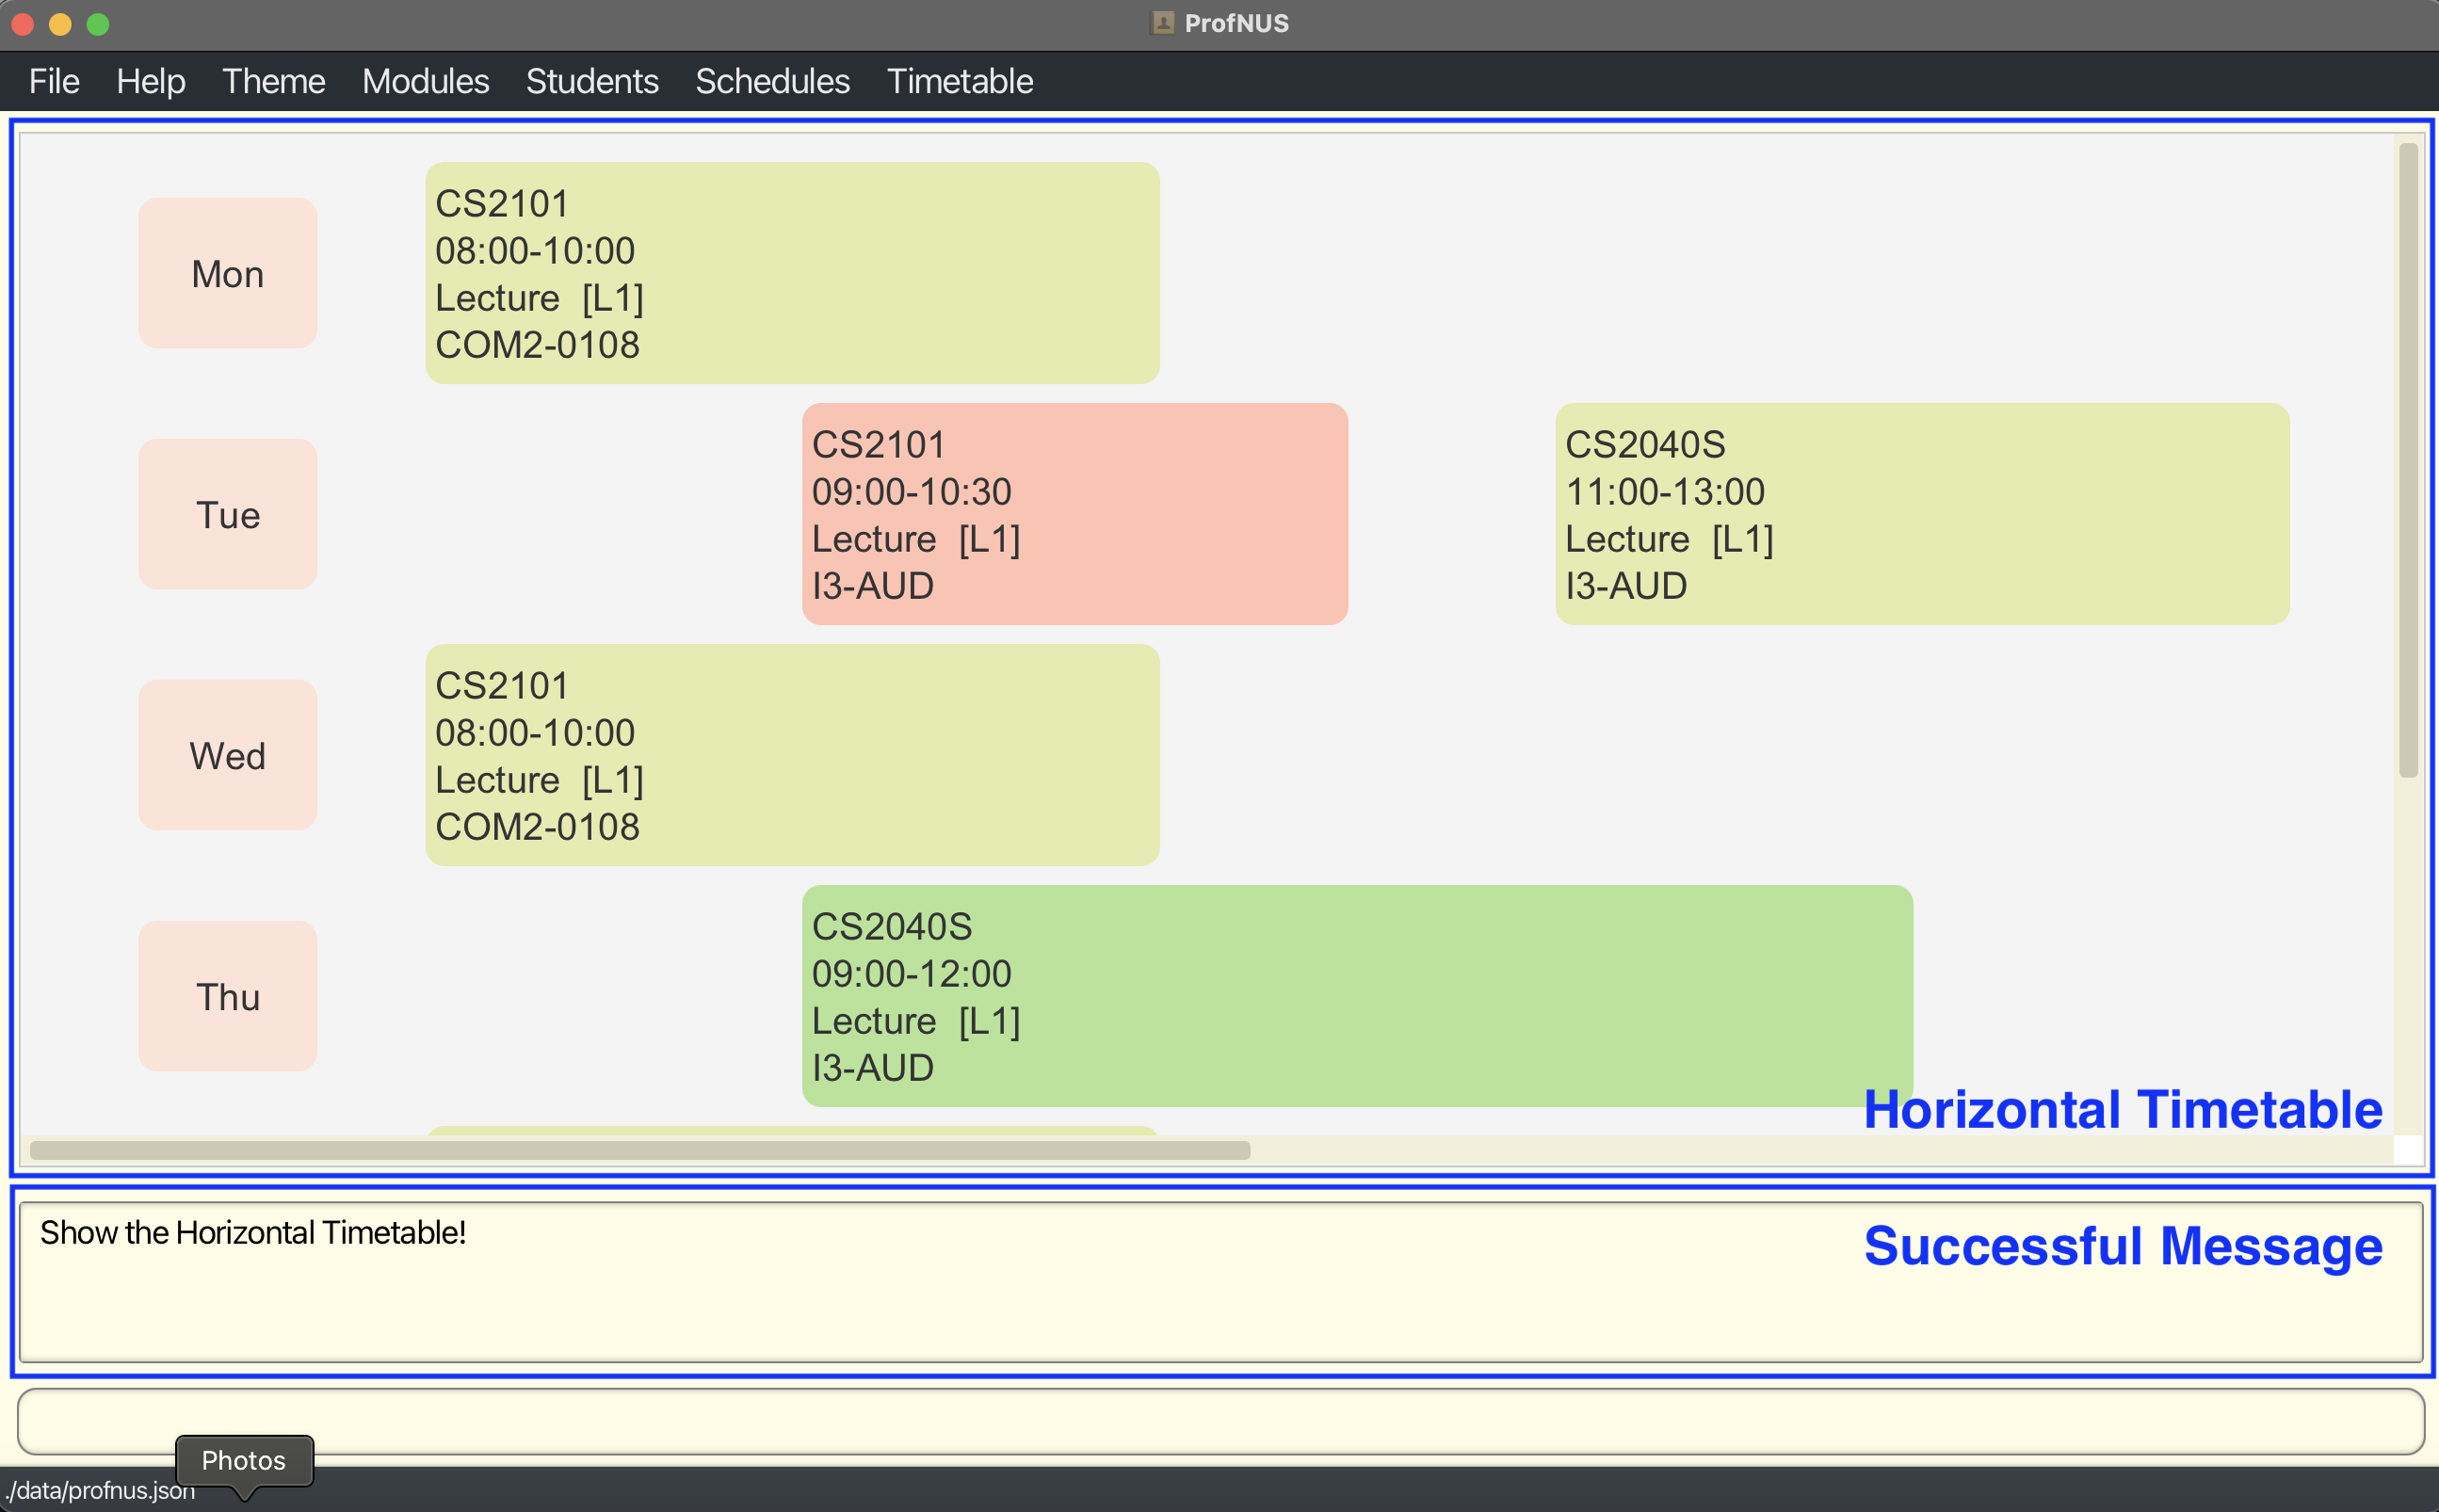 ProfNUS
File Help Theme Modules Students Schedules Timetable
Mon
CS2101
08:00-10:00
Lecture [L1]
COM2-0108
Tue
CS2101
09:00-10:30
Lecture [L1]
I3-AUD
CS2040S
11:00-13:00
Lecture [L1]
I3-AUD
Wed
CS2101
08:00-10:00
Lecture [L1]
COM2-0108
Thu
CS2040S
09:00-12:00
Lecture [L1]
I3-AUD
Horizontal Timetable
Show the Horizontal Timetable!
Successful Message
Photos
./data/profnus.json